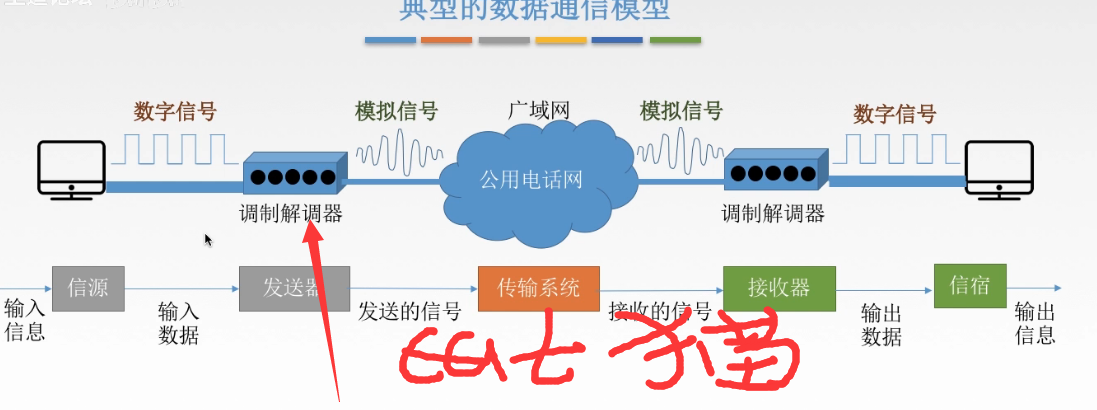 典型的数据通信模型
数字信号 模拟信号 广域网 模拟信号 数字信号
公用电话网
调制解调器 调制解调器
信源 发送器 传输系统 接收器 信宿
输入信息 输入数据 发送的信号 接收的信号 输出数据 输出信息
猫